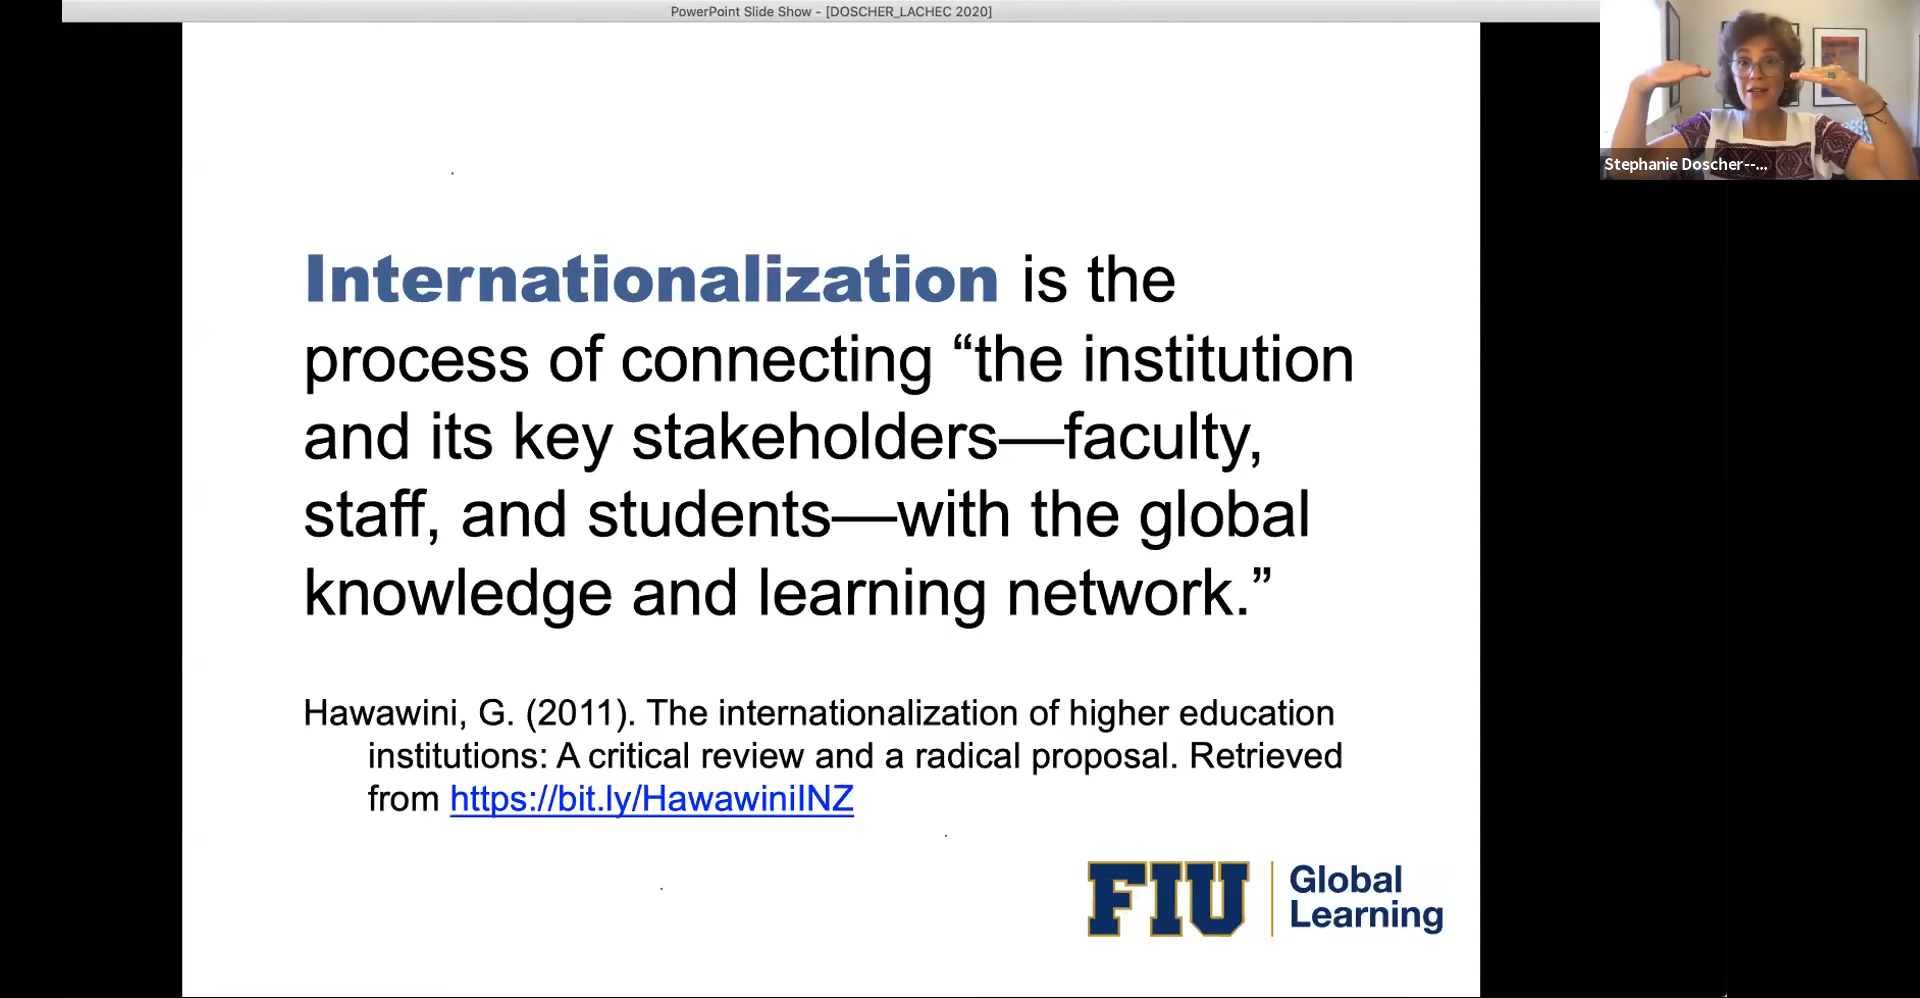 PowerPoint Slide Show - [DOSCHER_LACHEC 2020]
Stephanie Doscher--...
Internationalization is the
process of connecting “the institution
and its key stakeholders—faculty,
staff, and students—with the global
knowledge and learning network.”
Hawawini, G. (2011). The internationalization of higher education
institutions: A critical review and a radical proposal. Retrieved
from https://bit.ly/HawawiniINZ
FIU
Global
Learning